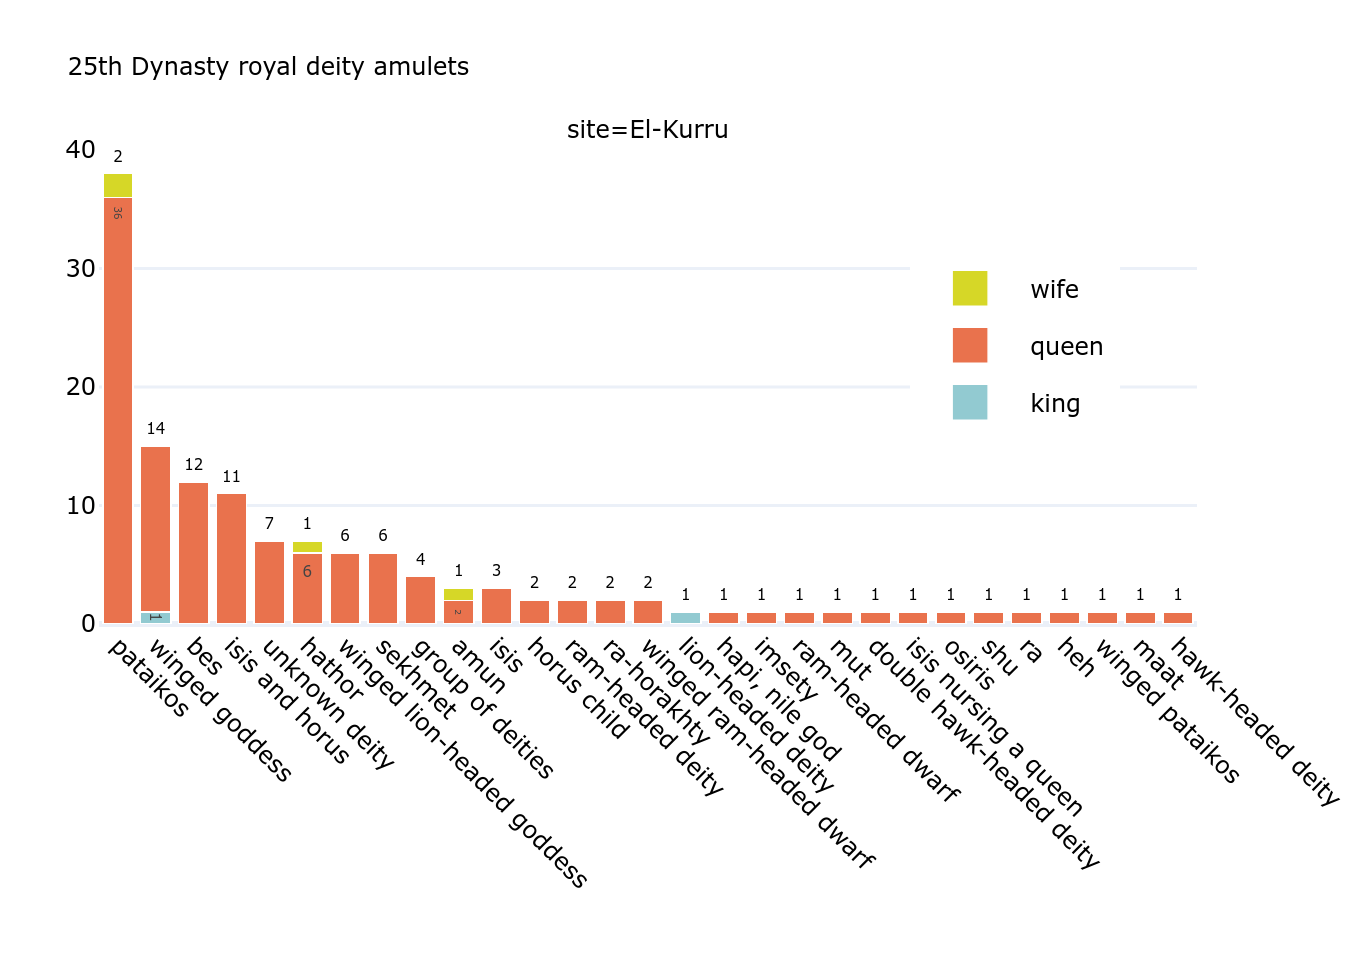 25th Dynasty royal deity amulets
site=El-Kurru
40
30
20
10
0
2
36
14
1
12
11
7
1
6
6
6
4
1
2
3
2
2
2
2
1
1
1
1
1
1
1
1
1
1
1
1
1
1
wife
queen
king
pataikos
winged goddess
bes
isis and horus
unknown deity
hathor
winged lion-headed goddess
sekhmet
group of deities
amun
isis
horus child
ram-headed deity
ra-horakhty
winged ram-headed dwarf
lion-headed deity
hapi, nile god
imsety
ram-headed dwarf
mut
double hawk-headed deity
isis nursing a queen
osiris
shu
ra
heh
winged pataikos
maat
hawk-headed deity